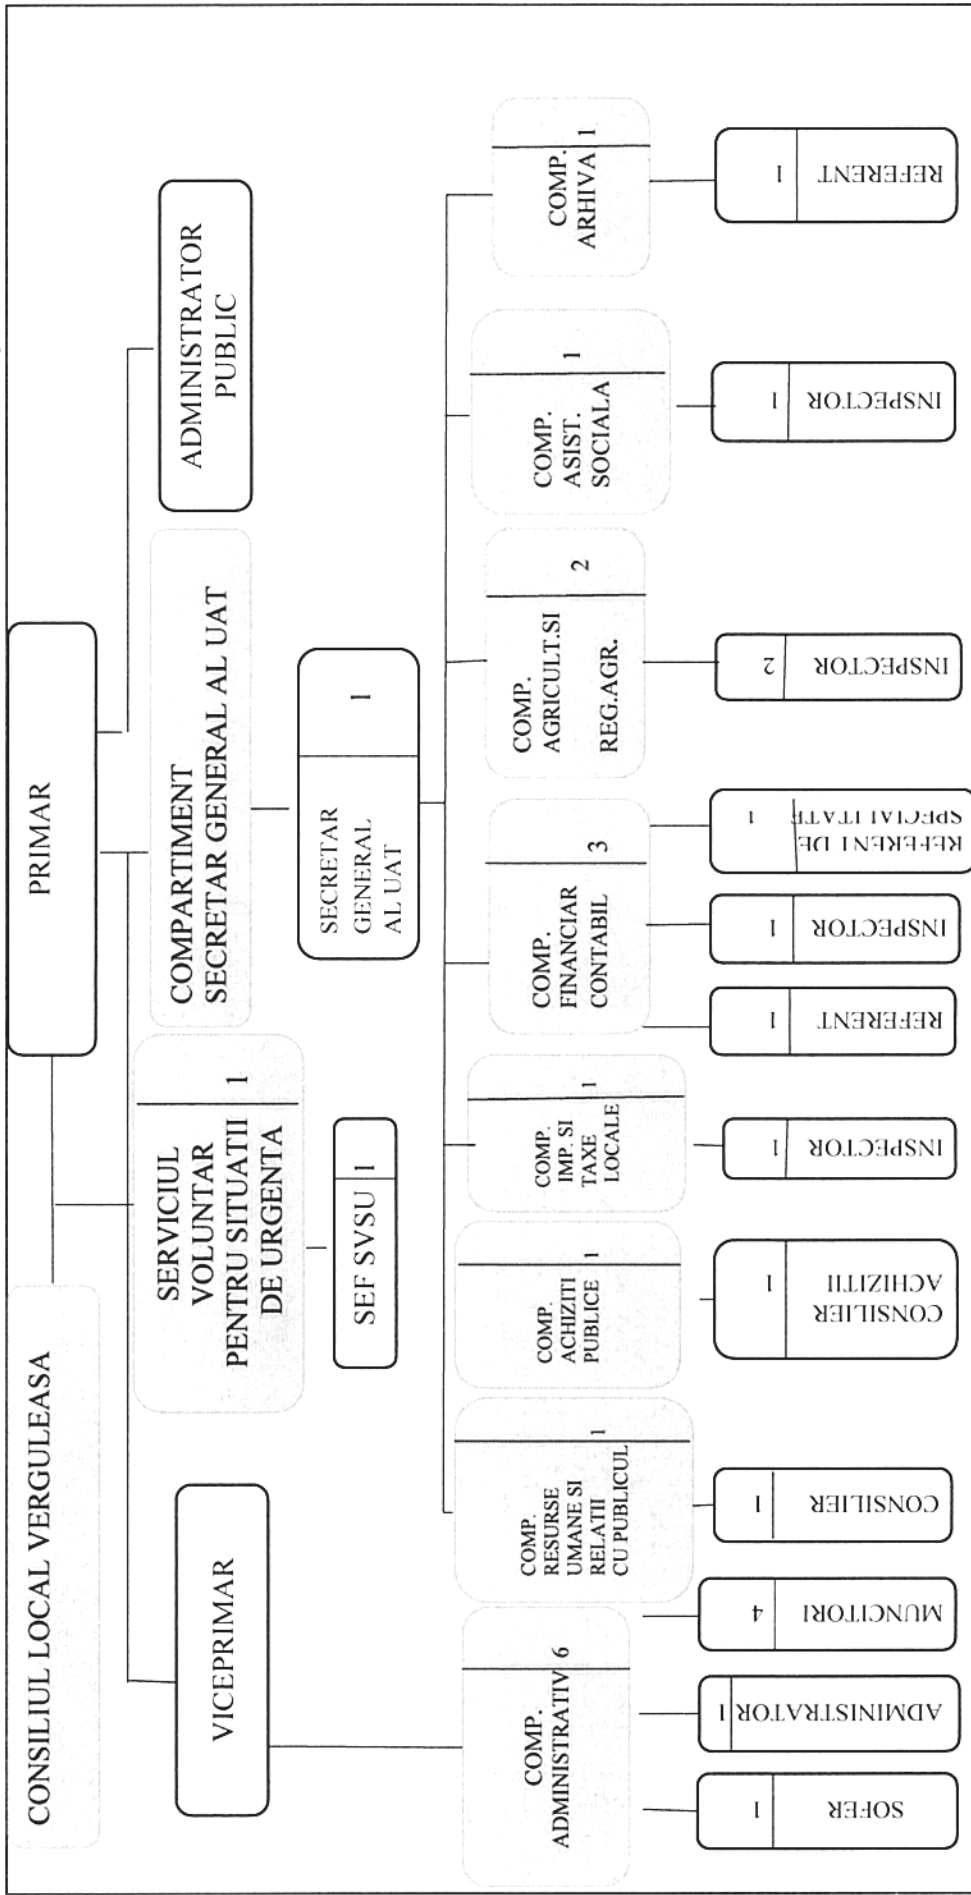 CONSILIUL LOCAL VERGULEASA
PRIMAR
VICEPRIMAR
SERVICIUL
VOLUNTAR
PENTRU SITUATII
DE URGENTA
1
COMPARTIMENT
SECRETAR GENERAL AL UAT
ADMINISTRATOR
PUBLIC
SEF SVSU 1
SECRETAR
GENERAL
AL UAT
1
COMP.
ADMINISTRATIV 6
COMP.
RESURSE
UMANE SI
RELATII
CU PUBLICUL
1
COMP.
ACHIZITI
PUBLICE
1
COMP.
IMP. SI
TAXE
LOCALE
1
COMP.
FINANCIAR
CONTABIL
3
COMP.
AGRICULT.SI
REG.AGR.
2
COMP.
ASIST.
SOCIALA
1
COMP.
ARHIVA
1
SOFER 1
ADMINISTRATOR 1
MUNCITORI 4
CONSILIER 1
CONSILIER
ACHIZITII
1
INSPECTOR 1
REFERENT 1
INSPECTOR 1
REFERENT DE
SPECIALITATE
1
INSPECTOR 2
INSPECTOR 1
REFERENT 1